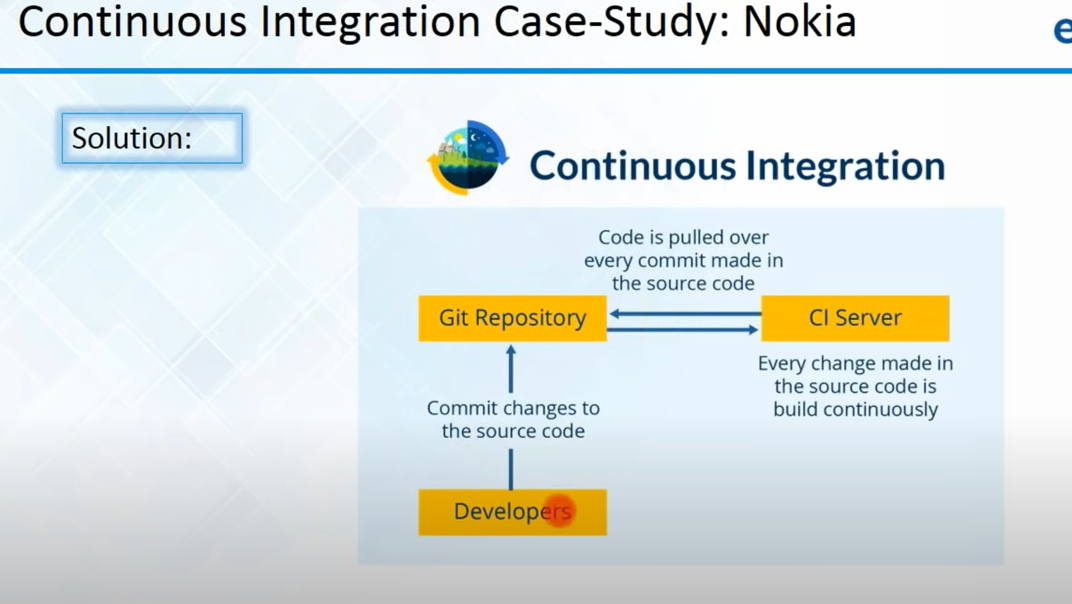 Continuous Integration Case-Study: Nokia
e
Solution:
Continuous Integration
Code is pulled over
every commit made in
the source code
Git Repository
CI Server
Every change made in
the source code is
build continuously
Commit changes to
the source code
Developers